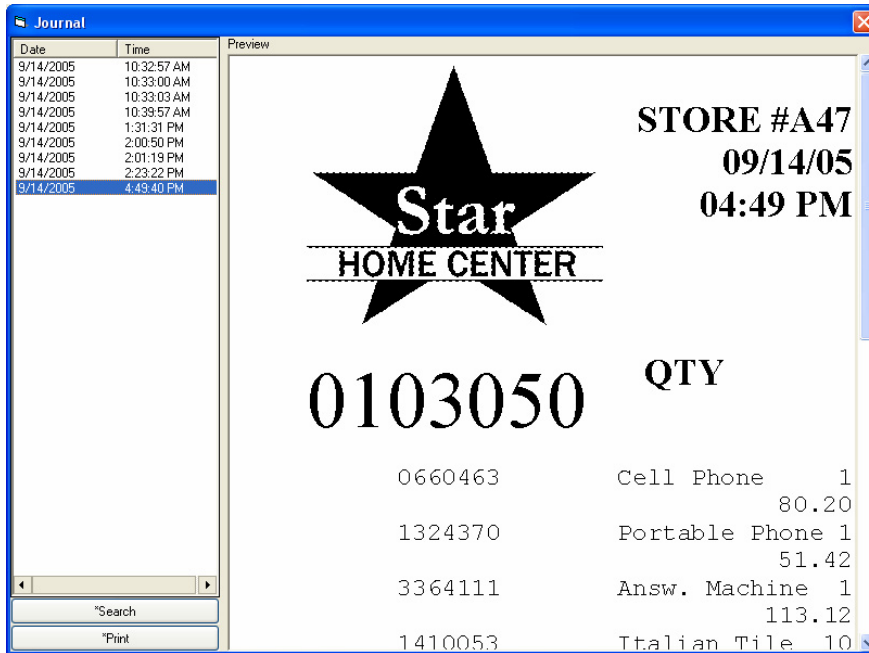 Journal
Date Time
9/14/2005 10:32:57 AM
9/14/2005 10:33:00 AM
9/14/2005 10:33:03 AM
9/14/2005 10:39:57 AM
9/14/2005 1:31:31 PM
9/14/2005 2:00:50 PM
9/14/2005 2:01:19 PM
9/14/2005 2:23:22 PM
9/14/2005 4:49:40 PM
*Search
*Print
Preview
STORE #A47
09/14/05
04:49 PM
Star
HOME CENTER
0103050 QTY
0660463 Cell Phone 1
80.20
1324370 Portable Phone 1
51.42
3364111 Answ. Machine 1
113.12
1410053 Italian Tile 10